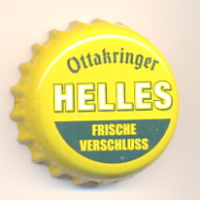 Ottakringer
HELLES
FRISCHE
VERSCHLUSS